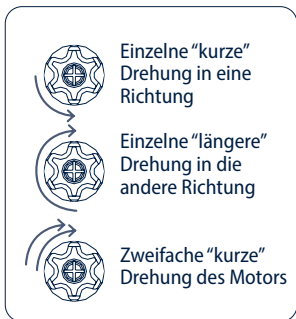 Einzelne “kurze”
Drehung in eine
Richtung
Einzelne “längere”
Drehung in die
andere Richtung
Zweifache “kurze”
Drehung des Motors